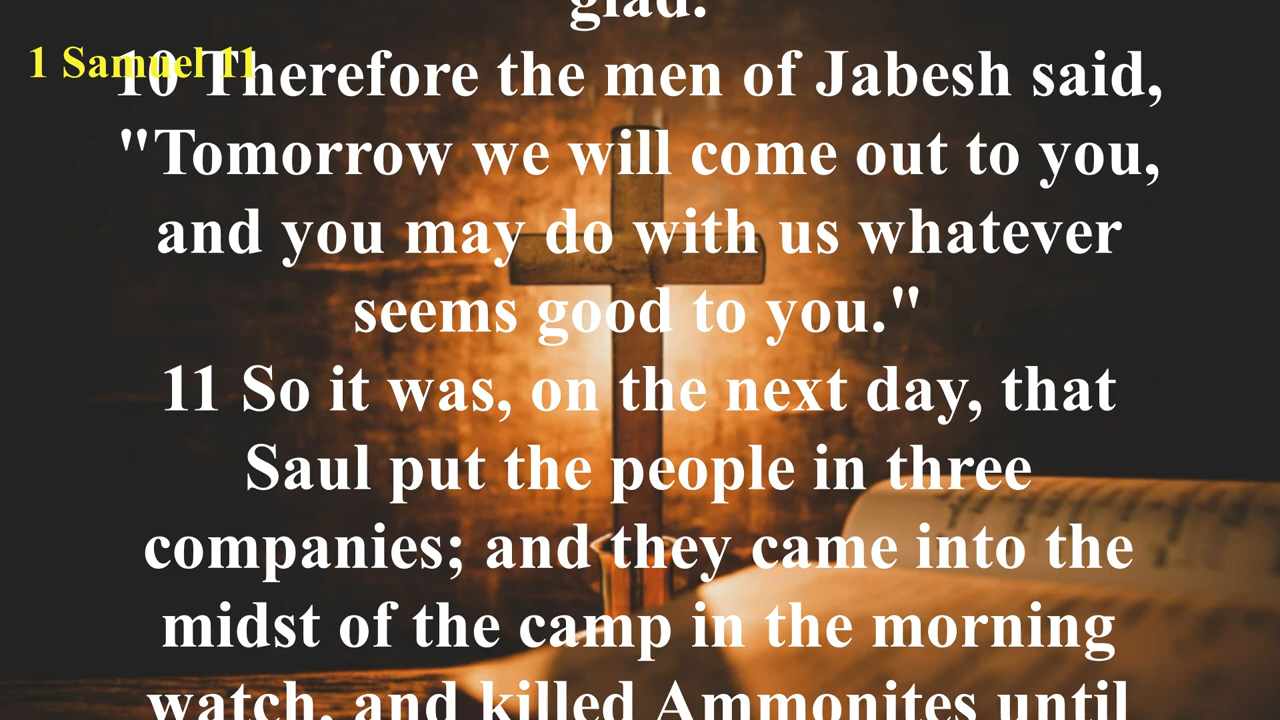 glad.
1 Samuel 11
10 Therefore the men of Jabesh said,
"Tomorrow we will come out to you,
and you may do with us whatever
seems good to you."
11 So it was, on the next day, that
Saul put the people in three
companies; and they came into the
midst of the camp in the morning
watch, and killed Ammonites until